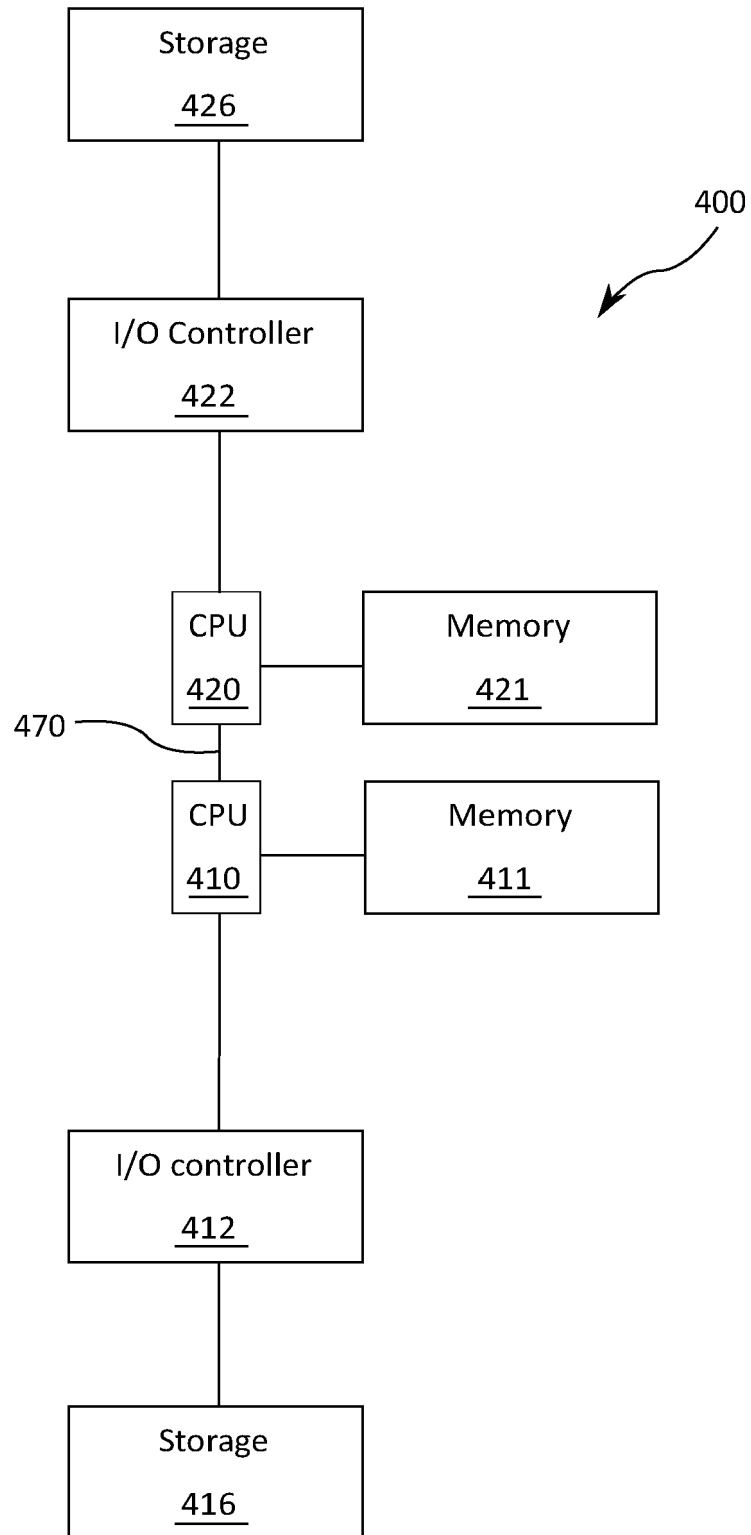 Storage
426
400
I/O Controller
422
CPU
420
Memory
421
470
CPU
410
Memory
411
I/O controller
412
Storage
416